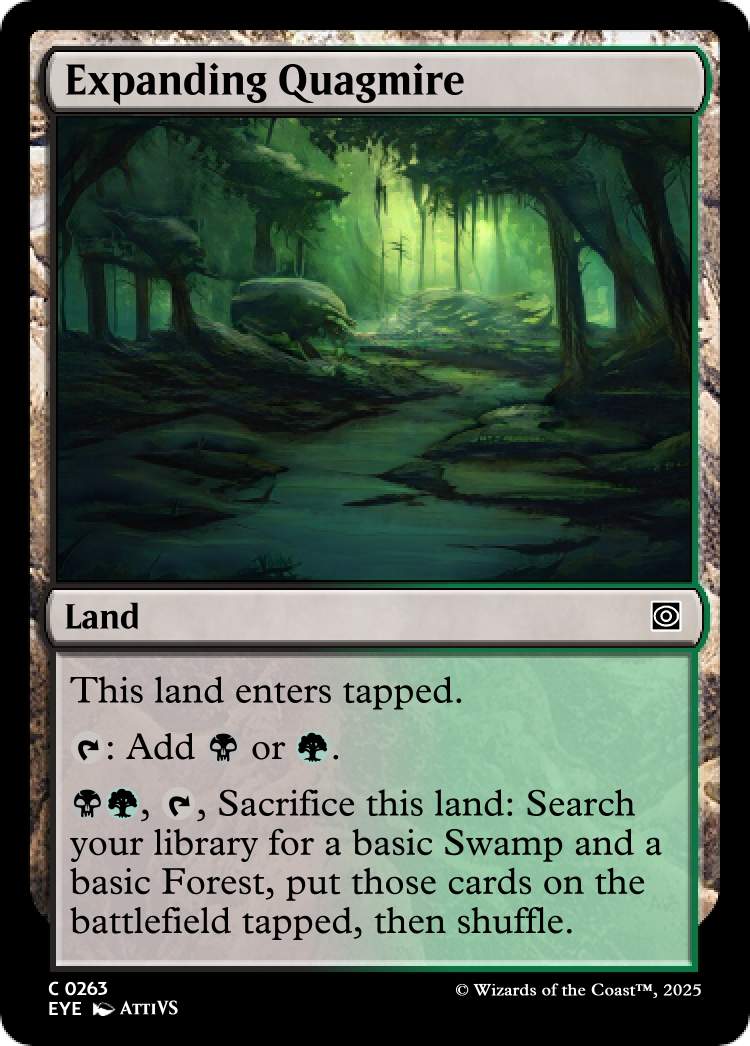 Expanding Quagmire
Land
This land enters tapped.
: Add or .
, , Sacrifice this land: Search
your library for a basic Swamp and a
basic Forest, put those cards on the
battlefield tapped, then shuffle.
C 0263
EYE AttiVS
© Wizards of the Coast™, 2025